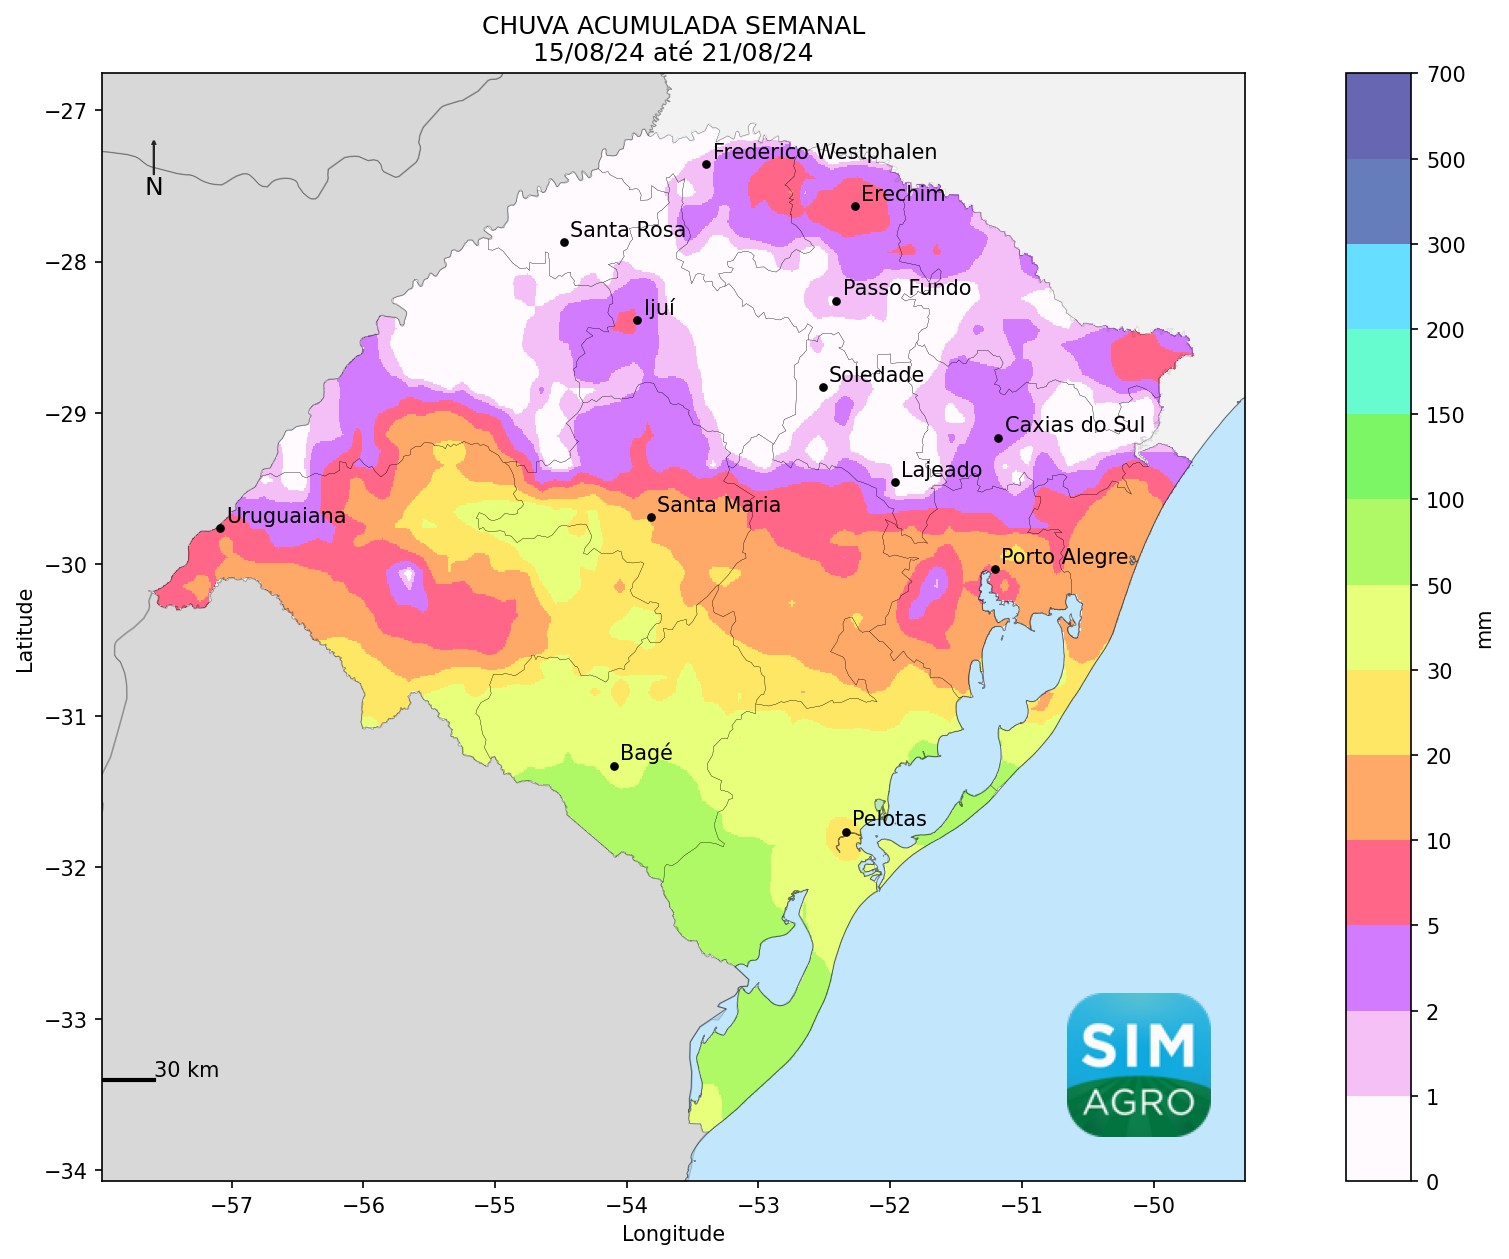 CHUVA ACUMULADA SEMANAL
15/08/24 até 21/08/24
N
Frederico Westphalen
Erechim
Santa Rosa
Passo Fundo
Ijuí
Soledade
Caxias do Sul
Lajeado
Santa Maria
Uruguaiana
Porto Alegre
Bagé
Pelotas
30 km
SIM
AGRO
−27
−28
−29
−30
−31
−32
−33
−34
Latitude
−57
−56
−55
−54
−53
−52
−51
−50
Longitude
700
500
300
200
150
100
50
30
20
10
5
2
1
0
mm